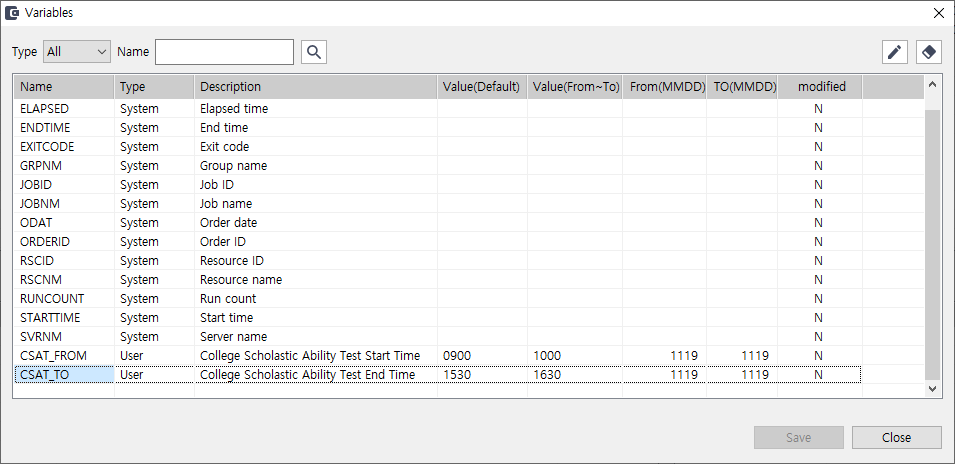 Variables
Type All Name
Name Type Description Value(Default) Value(From~To) From(MMDD) TO(MMDD) modified
ELAPSED System Elapsed time N
ENDTIME System End time N
EXITCODE System Exit code N
GRPNM System Group name N
JOBID System Job ID N
JOBNM System Job name N
ODAT System Order date N
ORDERID System Order ID N
RSCID System Resource ID N
RSCNM System Resource name N
RUNCOUNT System Run count N
STARTTIME System Start time N
SVRNM System Server name N
CSAT_FROM User College Scholastic Ability Test Start Time 0900 1000 1119 1119 N
CSAT_TO User College Scholastic Ability Test End Time 1530 1630 1119 1119 N
Save Close